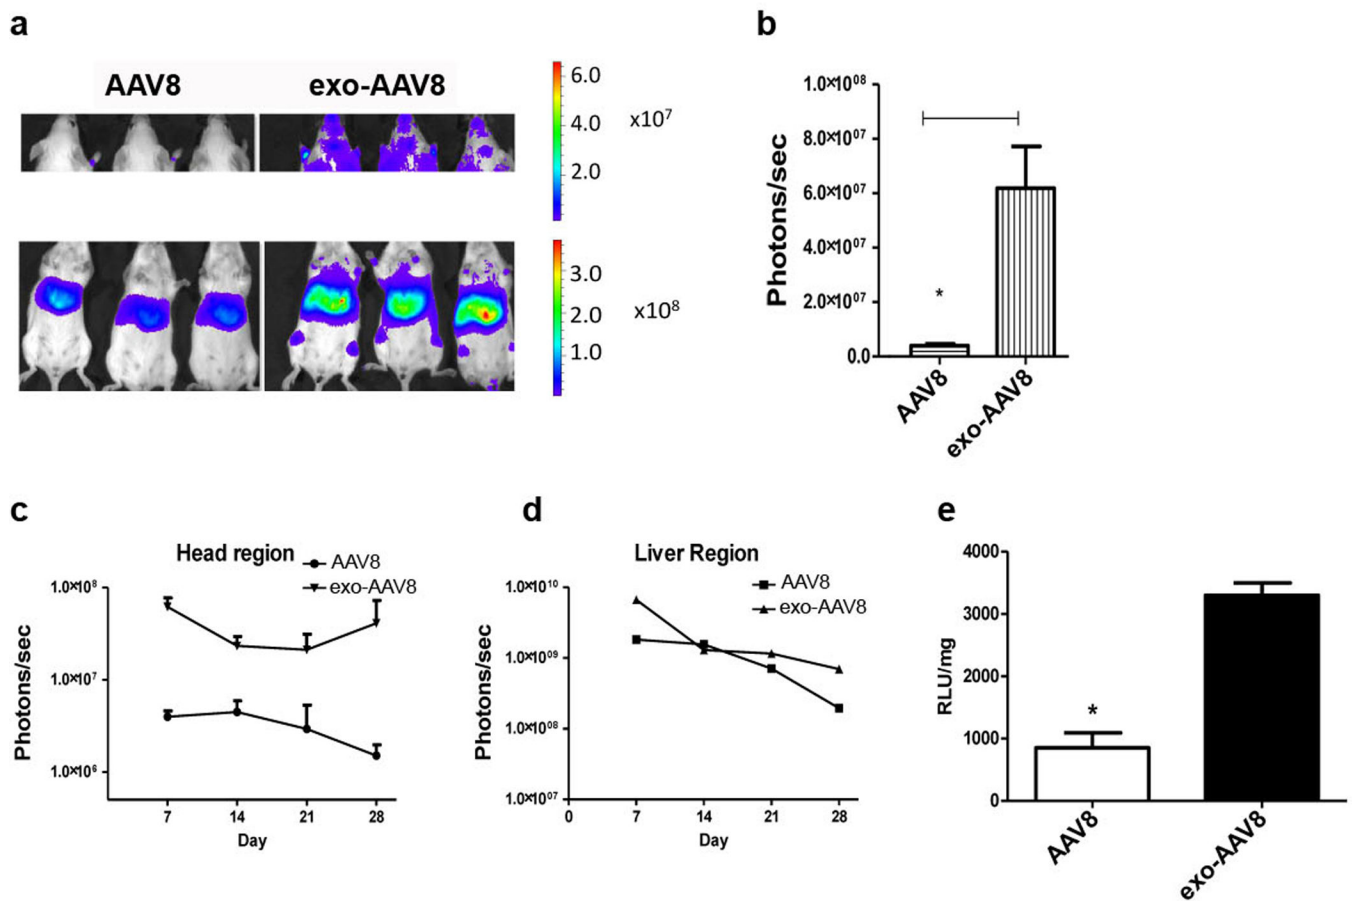 a
AAV8 exo-AAV8
6.0
4.0
2.0
x10⁷
3.0
2.0
1.0
x10⁸
b
Photons/sec
1.0×10⁰⁸
8.0×10⁰⁷
6.0×10⁰⁷
4.0×10⁰⁷
2.0×10⁰⁷
0.0
*
AAV8
exo-AAV8
c
Head region
AAV8
exo-AAV8
Photons/sec
1.0×10⁸
1.0×10⁷
1.0×10⁶
7 14 21 28
Day
d
Liver Region
AAV8
exo-AAV8
Photons/sec
1.0×10¹⁰
1.0×10⁰⁹
1.0×10⁰⁸
1.0×10⁰⁷
0 7 14 21 28
Day
e
RLU/mg
4000
3000
2000
1000
0
*
AAV8
exo-AAV8